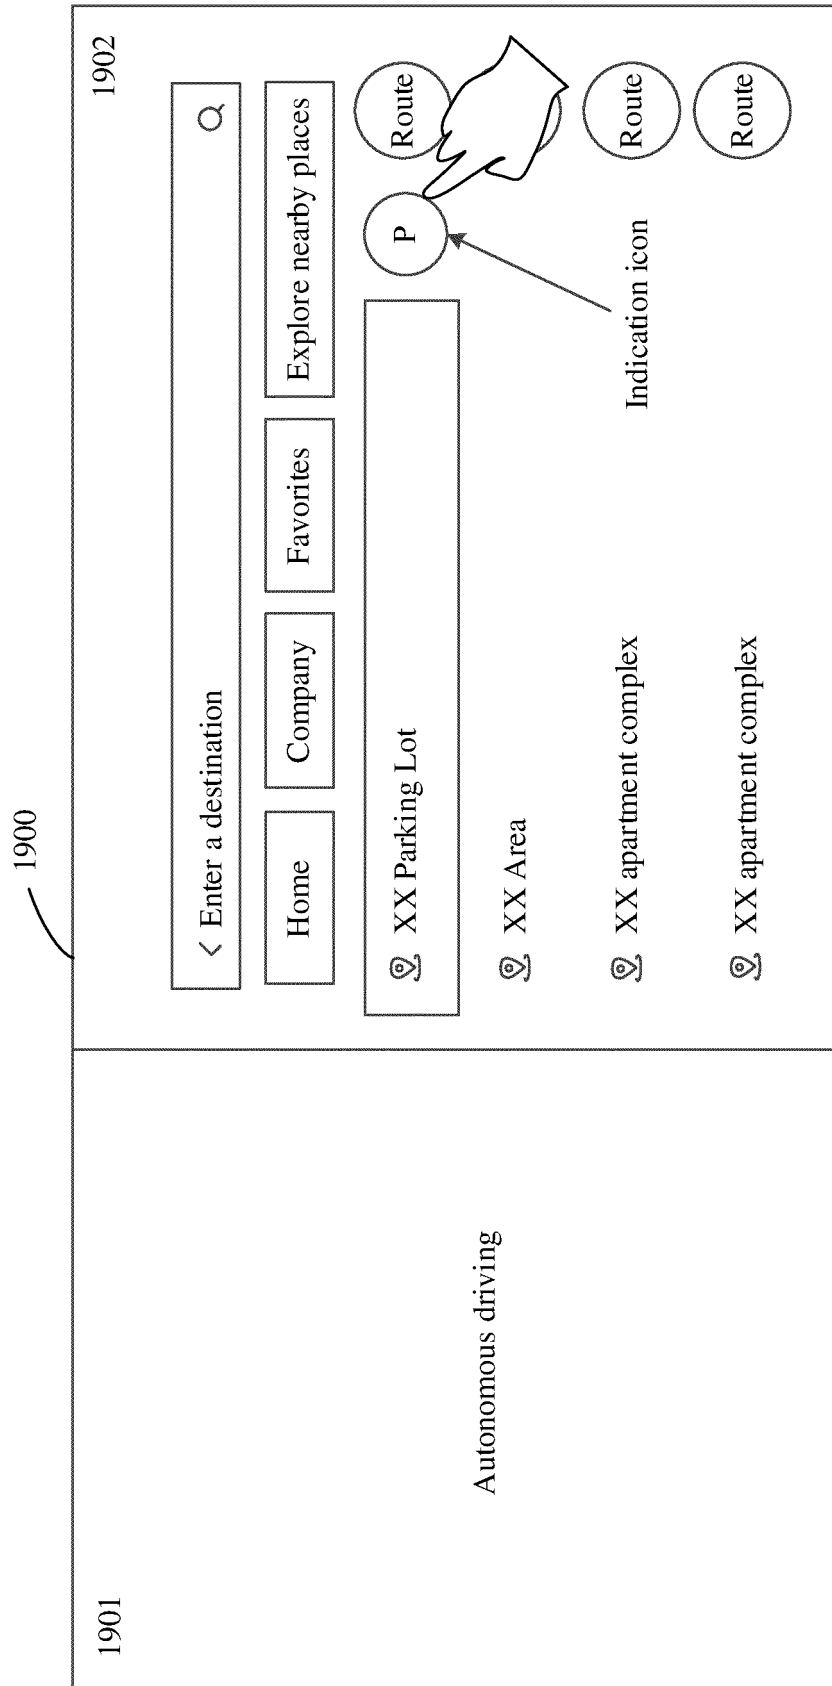 1900
1901
Autonomous driving
1902
Enter a destination
Home
Company
Favorites
Explore nearby places
XX Parking Lot
P
Route
XX Area
XX apartment complex
Route
XX apartment complex
Route
Indication icon